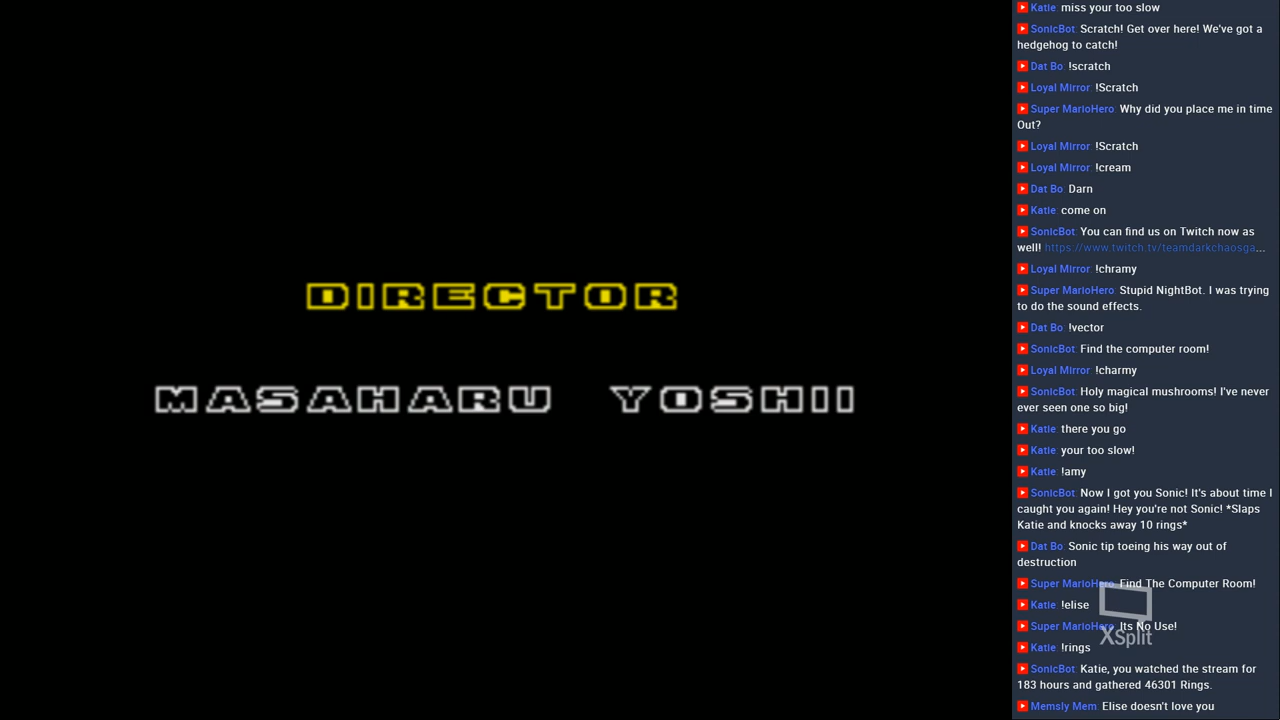 DIRECTOR
MASAHARU YOSHII
Katie: miss your too slow
SonicBot: Scratch! Get over here! We've got a
hedgehog to catch!
Dat Bo: !scratch
Loyal Mirror: !Scratch
Super MarioHero: Why did you place me in time
Out?
Loyal Mirror: !Scratch
Loyal Mirror: !cream
Dat Bo: Darn
Katie: come on
SonicBot: You can find us on Twitch now as
well! https://www.twitch.tv/teamdarkchaosga...
Loyal Mirror: !chramy
Super MarioHero: Stupid NightBot. I was trying
to do the sound effects.
Dat Bo: !vector
SonicBot: Find the computer room!
Loyal Mirror: !charmy
SonicBot: Holy magical mushrooms! I've never
ever seen one so big!
Katie: there you go
Katie: your too slow!
Katie: !amy
SonicBot: Now I got you Sonic! It's about time I
caught you again! Hey you're not Sonic! *Slaps
Katie and knocks away 10 rings*
Dat Bo: Sonic tip toeing his way out of
destruction
Super MarioHero: Find The Computer Room!
Katie: !elise
Super MarioHero: Its No Use!
XSplit
Katie: !rings
SonicBot: Katie, you watched the stream for
183 hours and gathered 46301 Rings.
Memsly Mem: Elise doesn't love you